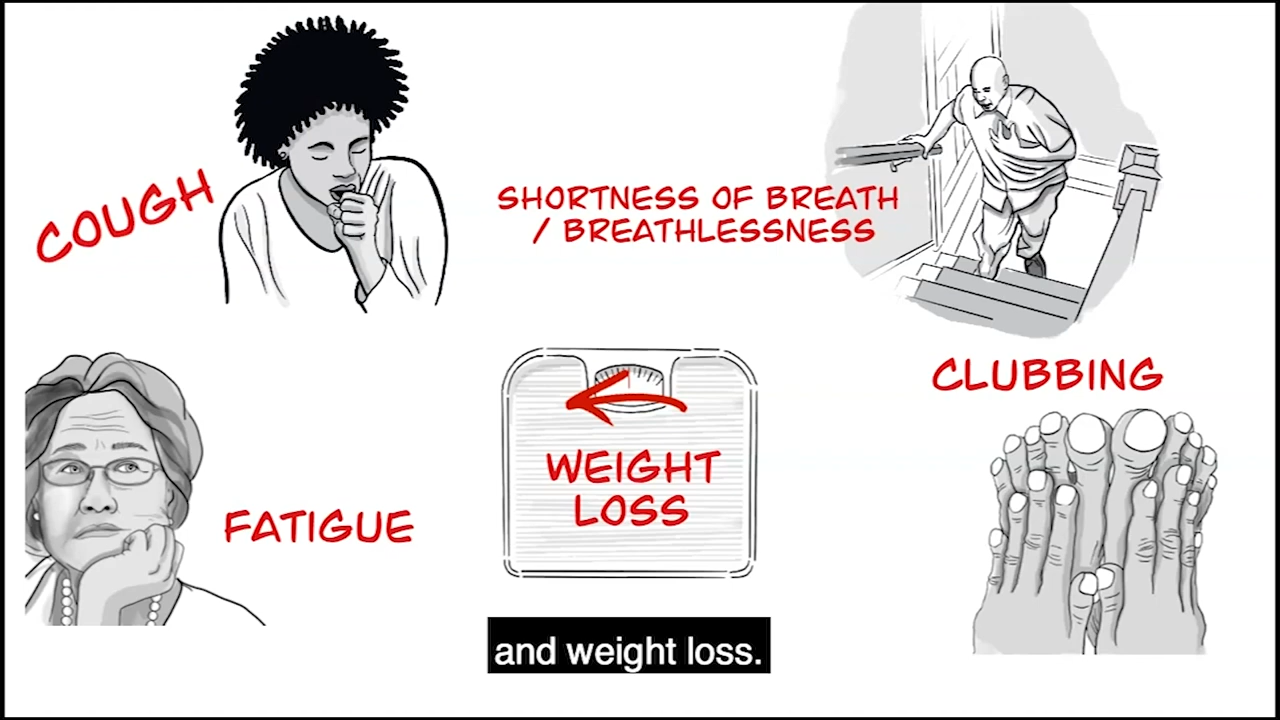 COUGH
SHORTNESS OF BREATH
/ BREATHLESSNESS
CLUBBING
FATIGUE
WEIGHT
LOSS
and weight loss.